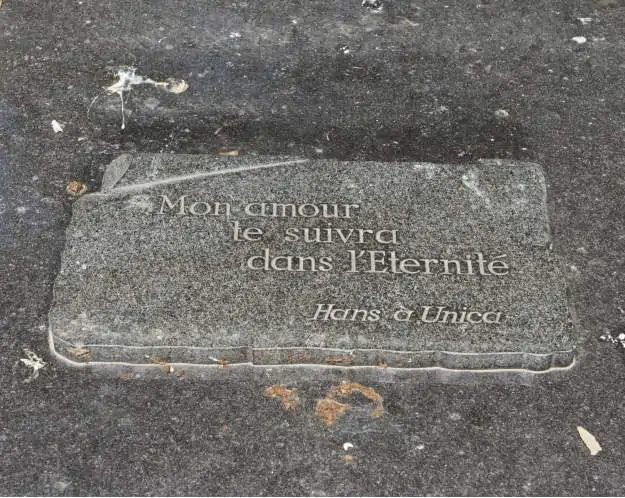 Mon amour
te suivra
dans l'Eternité
Hans à Unica